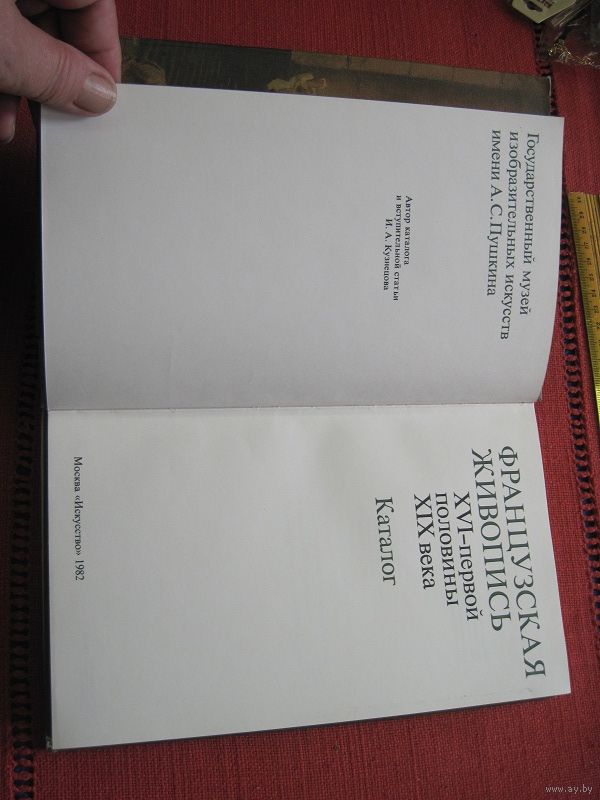 Государственный музей
изобразительных искусств
имени А.С.Пушкина
Автор каталога
и вступительной статьи
И. А. Кузнецова
ФРАНЦУЗСКАЯ
ЖИВОПИСЬ
XVI–первой
половины
XIX века
Каталог
Москва «Искусство» 1982
www.ay.by